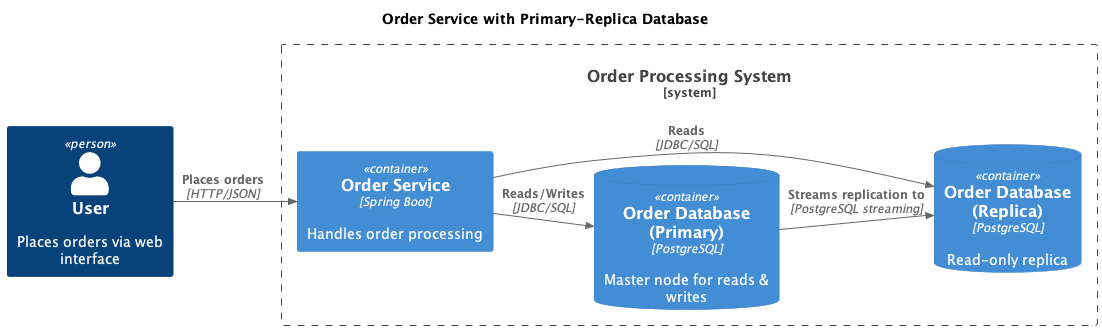 Order Service with Primary-Replica Database
Order Processing System
[system]
«person»
User
Places orders via web
interface
Places orders
[HTTP/JSON]
«container»
Order Service
[Spring Boot]
Handles order processing
Reads
[JDBC/SQL]
Reads/Writes
[JDBC/SQL]
«container»
Order Database
(Primary)
[PostgreSQL]
Master node for reads &
writes
Streams replication to
[PostgreSQL streaming]
«container»
Order Database
(Replica)
[PostgreSQL]
Read-only replica